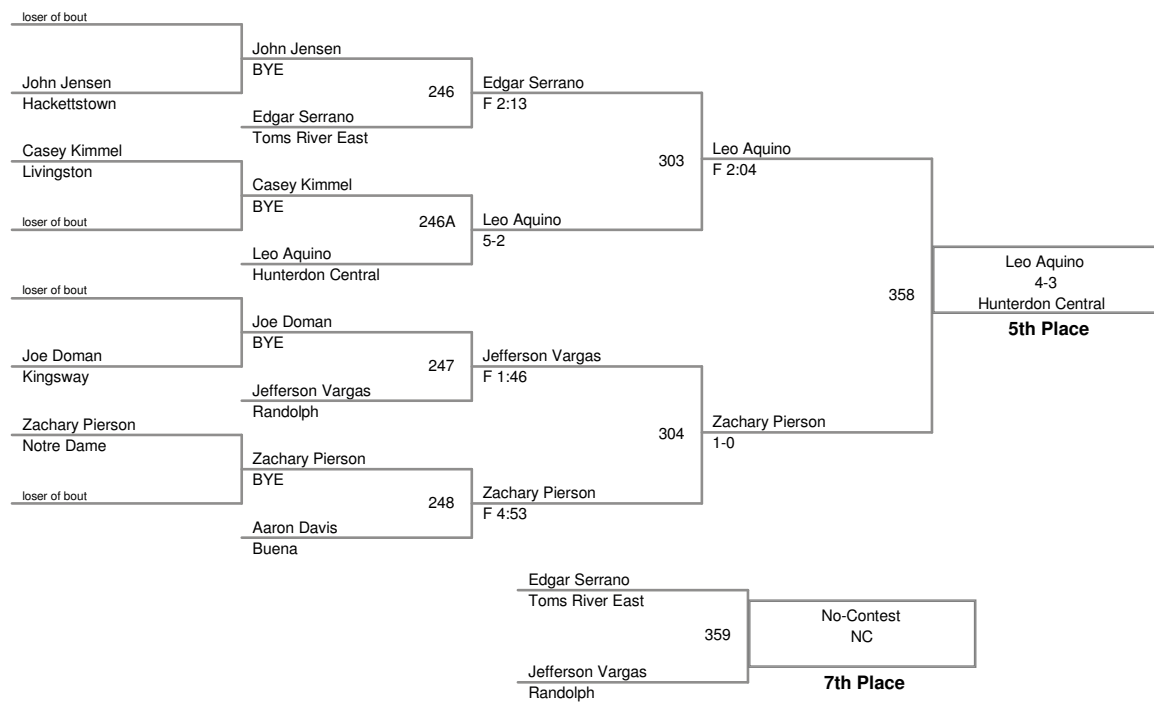 loser of bout
John Jensen
Hackettstown
John Jensen
BYE
246
Edgar Serrano
Toms River East
Edgar Serrano
F 2:13
Casey Kimmel
Livingston
loser of bout
Casey Kimmel
BYE
246A
Leo Aquino
Hunterdon Central
Leo Aquino
5-2
303
Leo Aquino
F 2:04
loser of bout
Joe Doman
Kingsway
Joe Doman
BYE
247
Jefferson Vargas
Randolph
Jefferson Vargas
F 1:46
Zachary Pierson
Notre Dame
loser of bout
Zachary Pierson
BYE
248
Aaron Davis
Buena
Zachary Pierson
F 4:53
304
Zachary Pierson
1-0
358
Leo Aquino
4-3
Hunterdon Central
5th Place
Edgar Serrano
Toms River East
359
Jefferson Vargas
Randolph
No-Contest
NC
7th Place